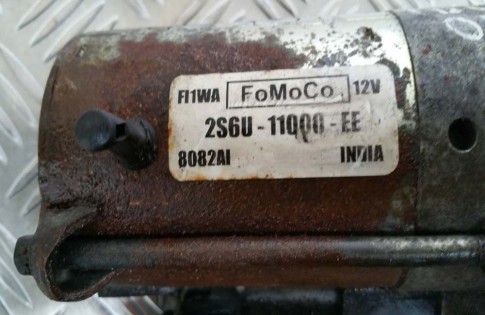 FI1WA FoMoCo 12V
2S6U-11000-EE
8082AI INDIA